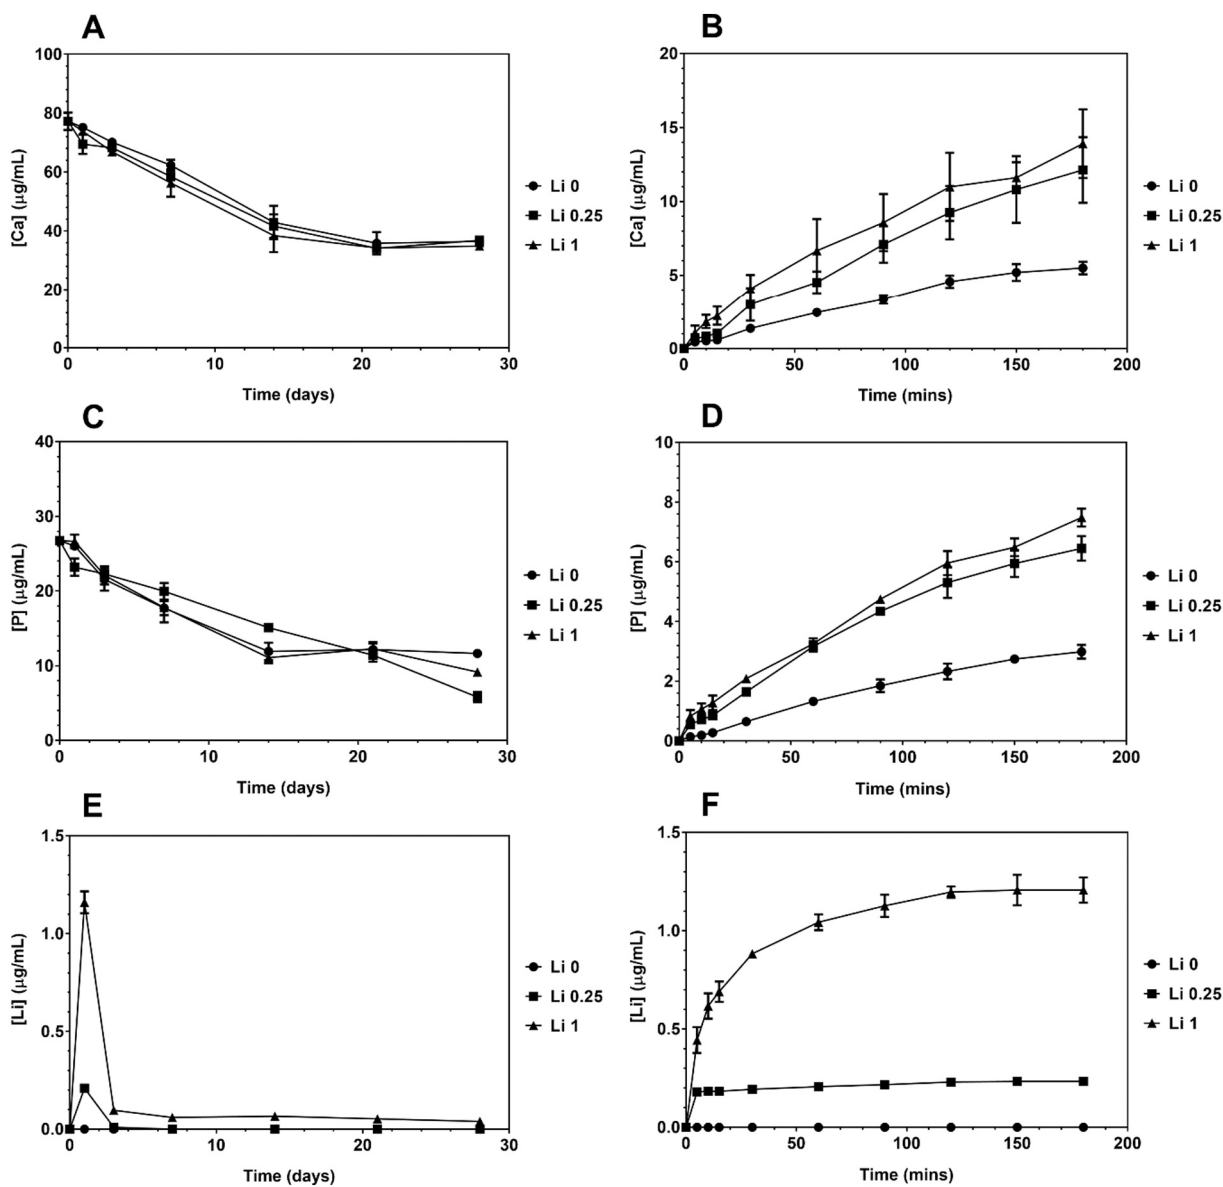 A
[Ca] (μg/mL)
100
80
60
40
20
0
0 10 20 30
Time (days)
Li 0
Li 0.25
Li 1
B
[Ca] (μg/mL)
20
15
10
5
0
0 50 100 150 200
Time (mins)
Li 0
Li 0.25
Li 1
C
[P] (μg/mL)
40
30
20
10
0
0 10 20 30
Time (days)
Li 0
Li 0.25
Li 1
D
[P] (μg/mL)
10
8
6
4
2
0
0 50 100 150 200
Time (mins)
Li 0
Li 0.25
Li 1
E
[Li] (μg/mL)
1.5
1.0
0.5
0.0
0 10 20 30
Time (days)
Li 0
Li 0.25
Li 1
F
[Li] (μg/mL)
1.5
1.0
0.5
0.0
0 50 100 150 200
Time (mins)
Li 0
Li 0.25
Li 1